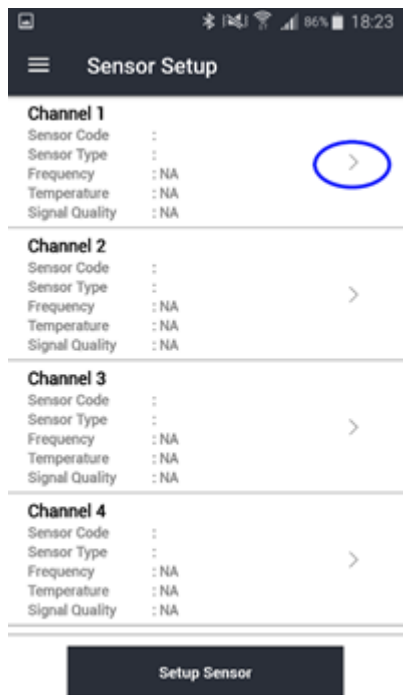 86% 18:23
Sensor Setup
Channel 1
Sensor Code :
Sensor Type :
Frequency : NA
Temperature : NA
Signal Quality : NA
Channel 2
Sensor Code :
Sensor Type :
Frequency : NA
Temperature : NA
Signal Quality : NA
Channel 3
Sensor Code :
Sensor Type :
Frequency : NA
Temperature : NA
Signal Quality : NA
Channel 4
Sensor Code :
Sensor Type :
Frequency : NA
Temperature : NA
Signal Quality : NA
Setup Sensor